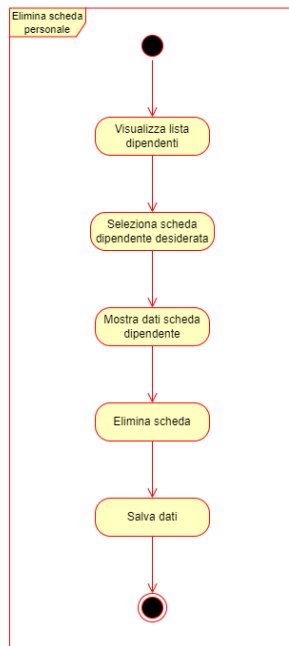 Elimina scheda
personale
Visualizza lista
dipendenti
Seleziona scheda
dipendente desiderata
Mostra dati scheda
dipendente
Elimina scheda
Salva dati